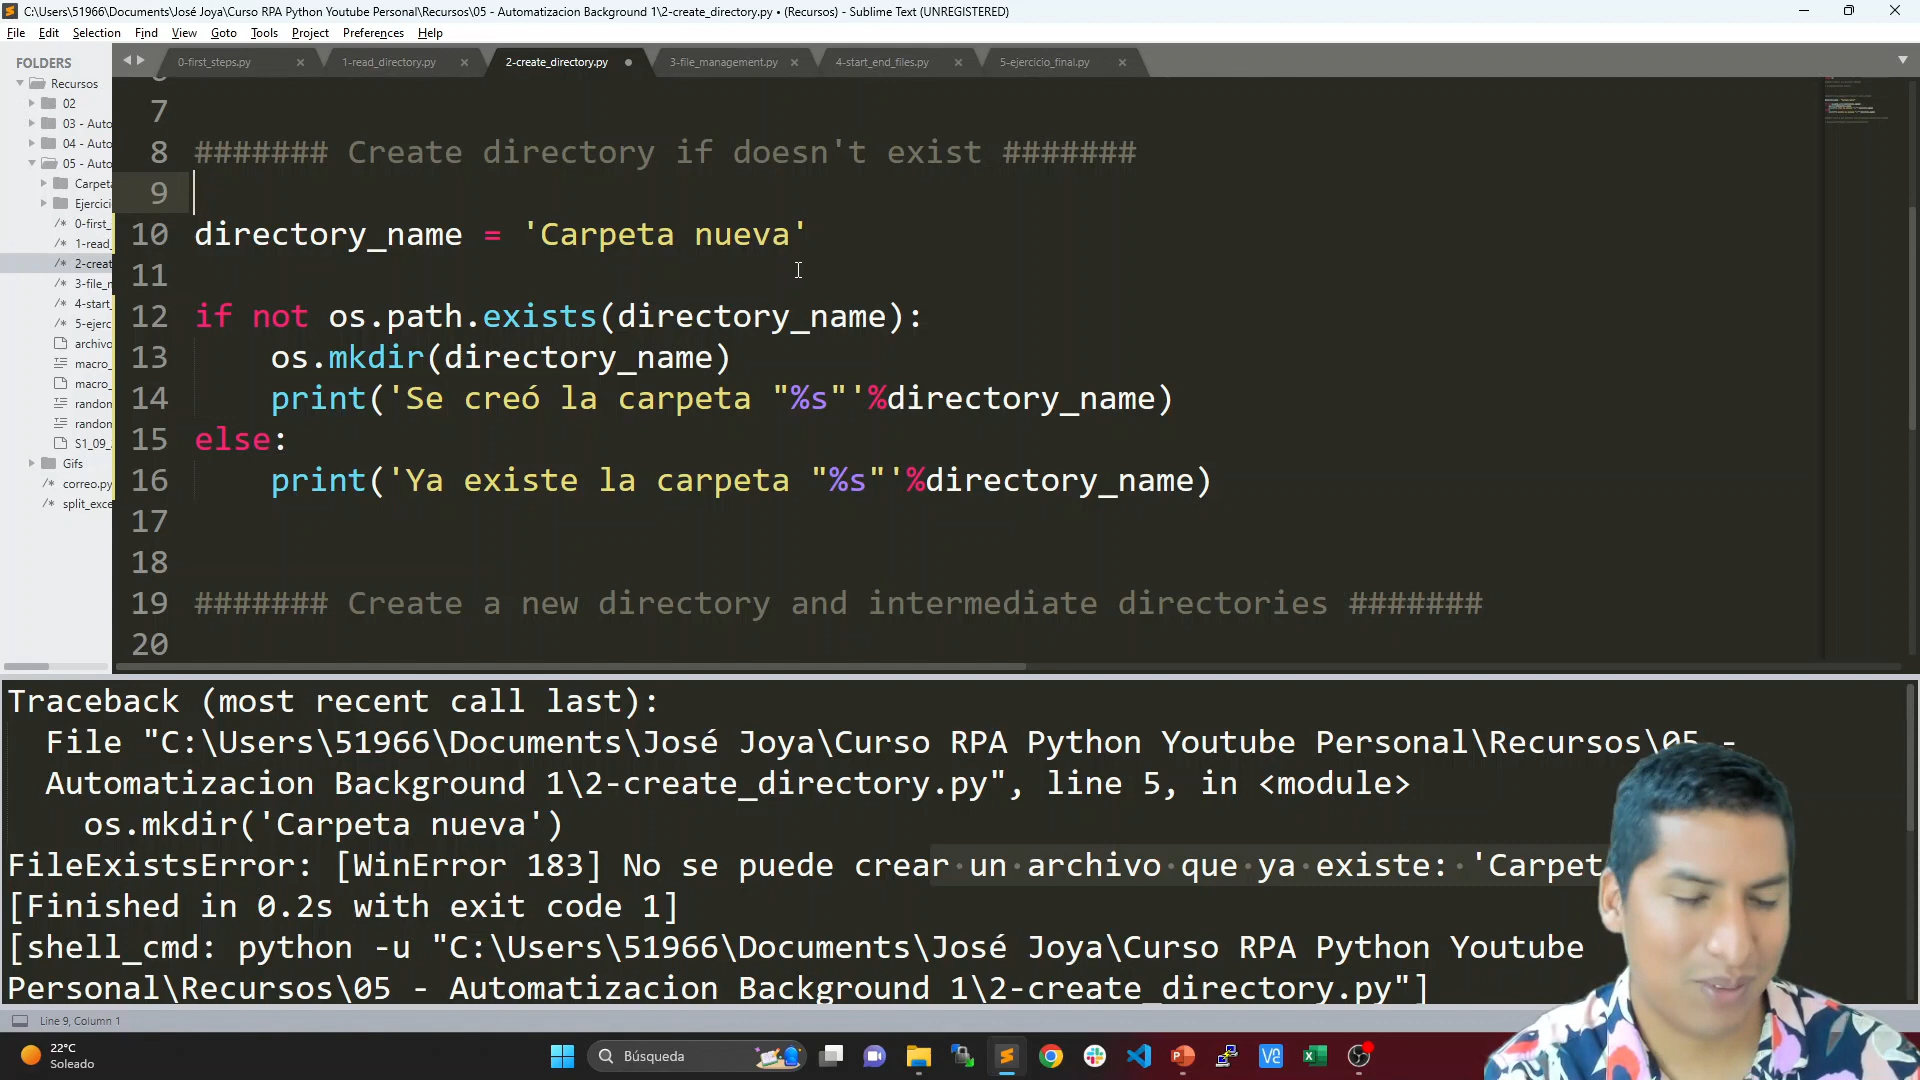 C:\Users\51966\Documents\José Joya\Curso RPA Python Youtube Personal\Recursos\05 - Automatizacion Background 1\2-create_directory.py • (Recursos) - Sublime Text (UNREGISTERED)
File Edit Selection Find View Goto Tools Project Preferences Help
FOLDERS
0-first_steps.py 1-read_directory.py 2-create_directory.py 3-file_management.py 4-start_end_files.py 5-ejercicio_final.py
Recursos
02
03 - Auto
04 - Auto
05 - Auto
Carpeta
Ejercici
0-first_
1-read_
2-creat
3-file_r
4-start_
5-ejerc
archivo
macro_
macro_
random
random
S1_09_
Gifs
correo.py
split_exce
7
8 ####### Create directory if doesn't exist #######
9
10 directory_name = 'Carpeta nueva'
11
12 if not os.path.exists(directory_name):
13 os.mkdir(directory_name)
14 print('Se creó la carpeta "%s"'%directory_name)
15 else:
16 print('Ya existe la carpeta "%s"'%directory_name)
17
18
19 ####### Create a new directory and intermediate directories #######
20
Traceback (most recent call last):
File "C:\Users\51966\Documents\José Joya\Curso RPA Python Youtube Personal\Recursos\05 -
Automatizacion Background 1\2-create_directory.py", line 5, in <module>
os.mkdir('Carpeta nueva')
FileExistsError: [WinError 183] No se puede crear un archivo que ya existe: 'Carpet
[Finished in 0.2s with exit code 1]
[shell_cmd: python -u "C:\Users\51966\Documents\José Joya\Curso RPA Python Youtube
Personal\Recursos\05 - Automatizacion Background 1\2-create_directory.py"]
Line 9, Column 1
22°C
Soleado
Búsqueda